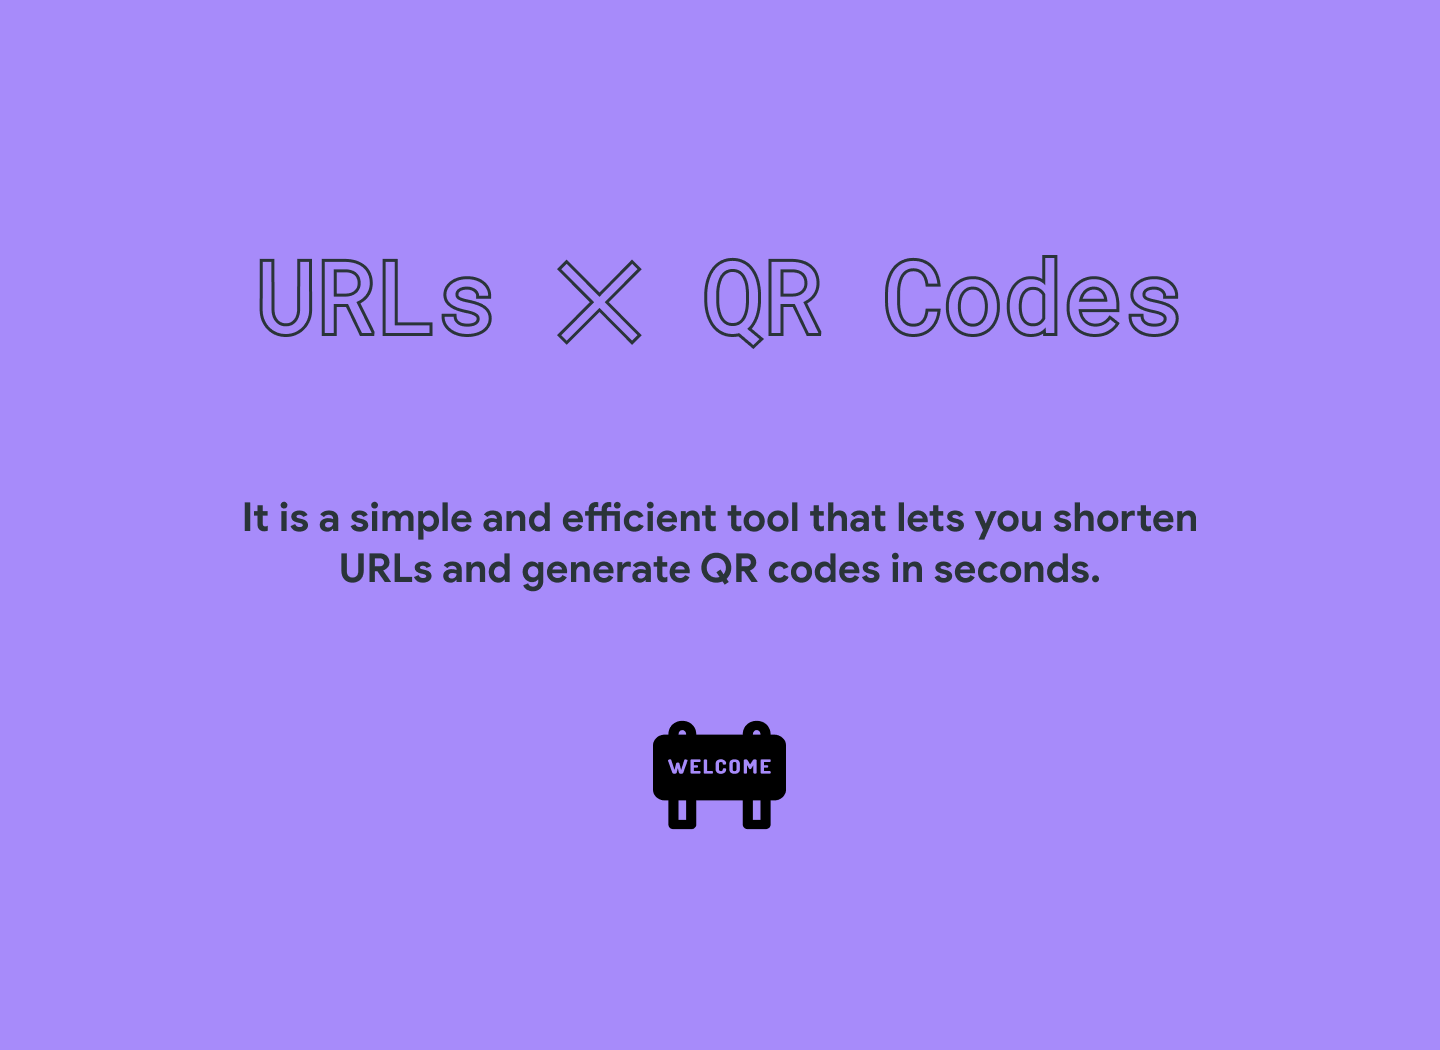 URLs ✕ QR Codes
It is a simple and efficient tool that lets you shorten
URLs and generate QR codes in seconds.
WELCOME